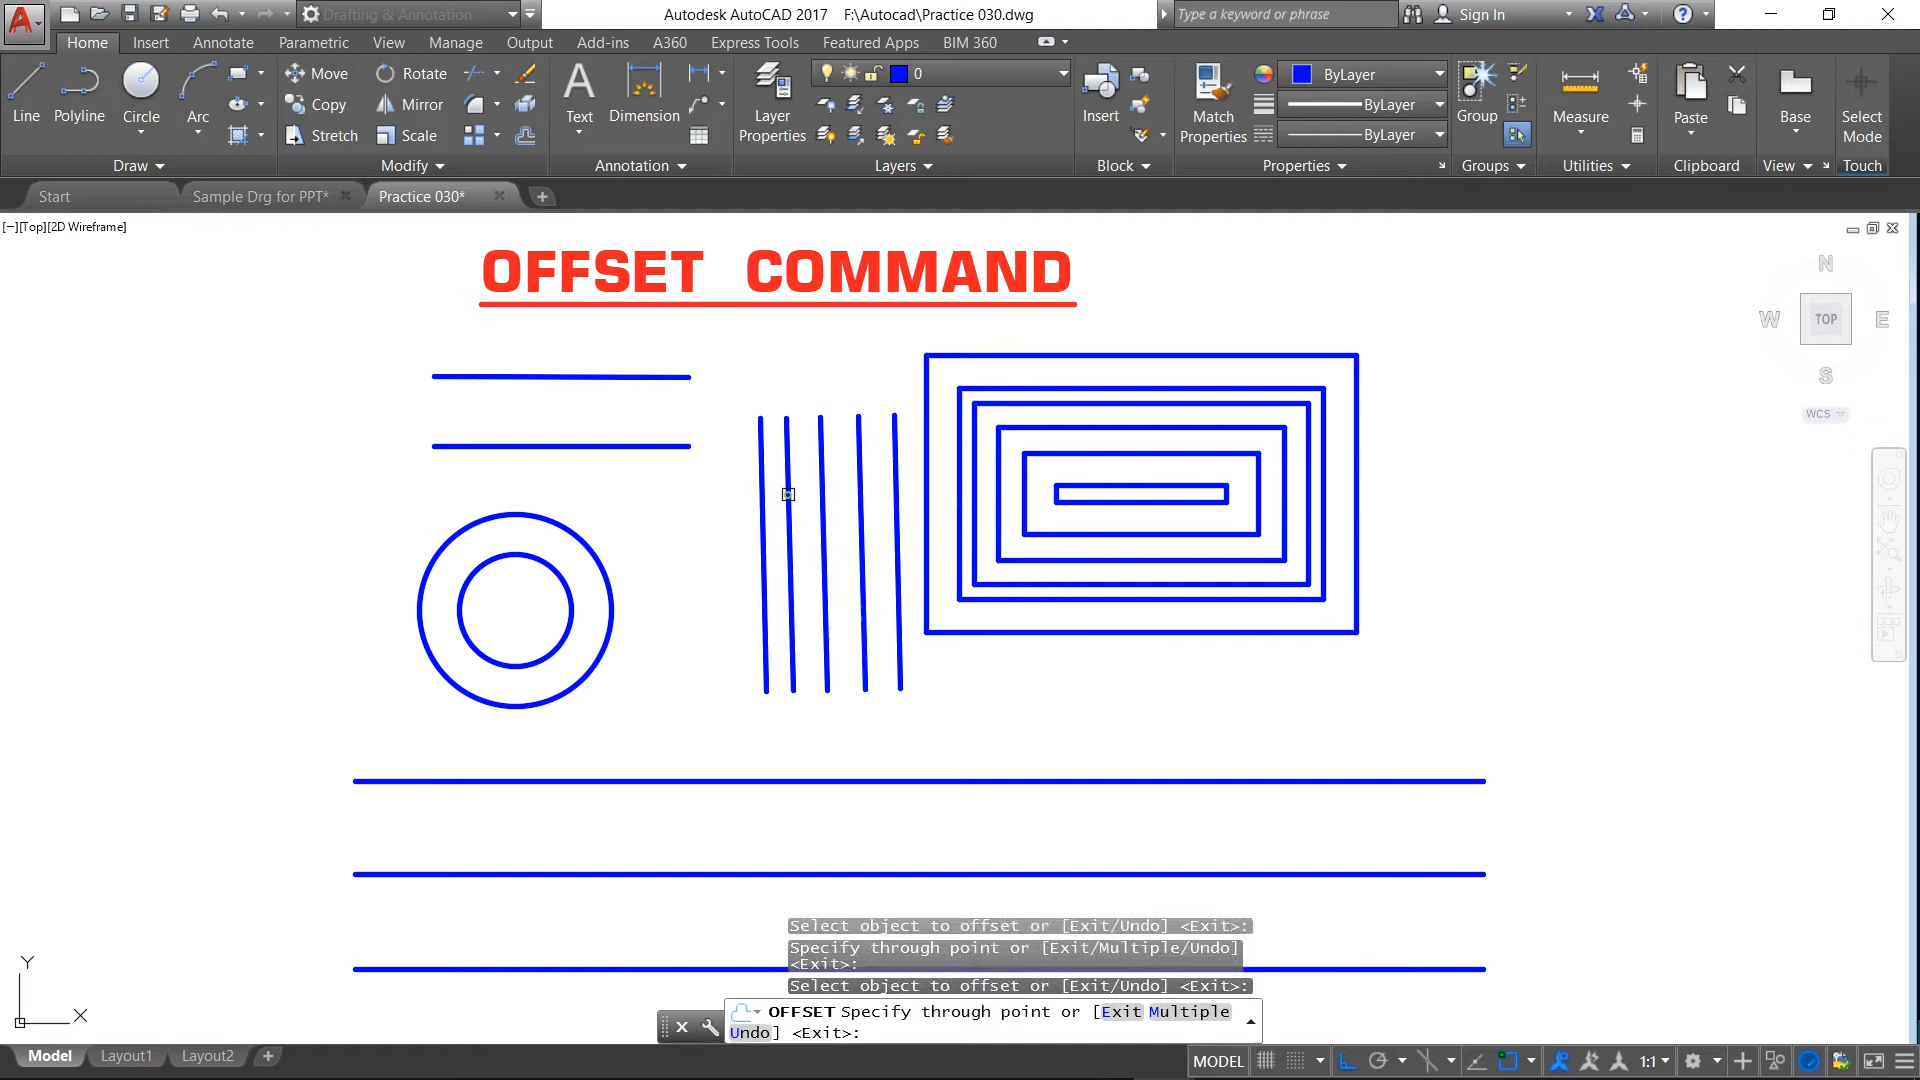 Drafting & Annotation
Autodesk AutoCAD 2017 F:\Autocad\Practice 030.dwg
Type a keyword or phrase
Sign In
Home Insert Annotate Parametric View Manage Output Add-ins A360 Express Tools Featured Apps BIM 360
Line Polyline Circle Arc
Move Rotate
Copy Mirror
Stretch Scale
Text Dimension
Layer Properties
0
Insert
Match Properties
ByLayer
ByLayer
ByLayer
Group
Measure
Paste
Base
Select Mode
Draw Modify Annotation Layers Block Properties Groups Utilities Clipboard View Touch
Start Sample Drg for PPT* Practice 030*
[−][Top][2D Wireframe]
OFFSET COMMAND
N
W TOP E
S
WCS
Select object to offset or [Exit/Undo] <Exit>:
Specify through point or [Exit/Multiple/Undo]
<Exit>:
Select object to offset or [Exit/Undo] <Exit>:
OFFSET Specify through point or [Exit Multiple
Undo] <Exit>:
Y
X
Model Layout1 Layout2
MODEL 1:1